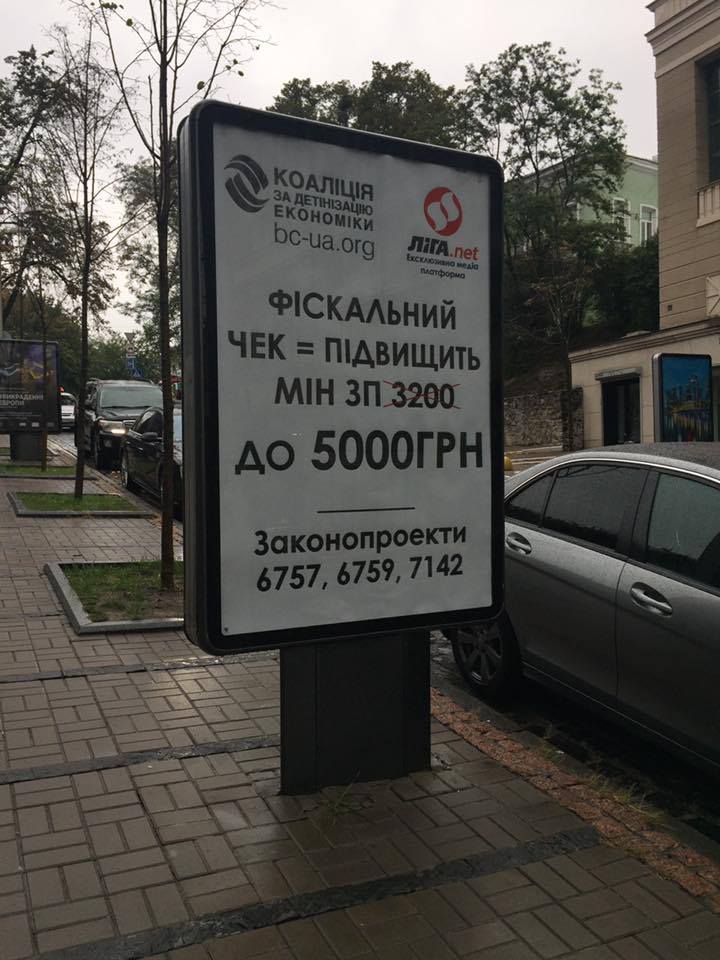 КОАЛІЦІЯ
ЗА ДЕТІНІЗАЦІЮ
ЕКОНОМІКИ
bc-ua.org
ЛІГА.net
Ексклюзивна медіа
платформа
ФІСКАЛЬНИЙ
ЧЕК = ПІДВИЩИТЬ
МІН ЗП 3200
ДО 5000ГРН
Законопроекти
6757, 6759, 7142